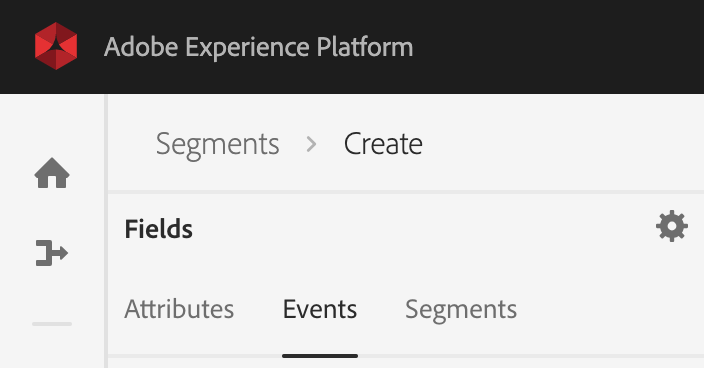 Adobe Experience Platform
Segments > Create
Fields
Attributes Events Segments